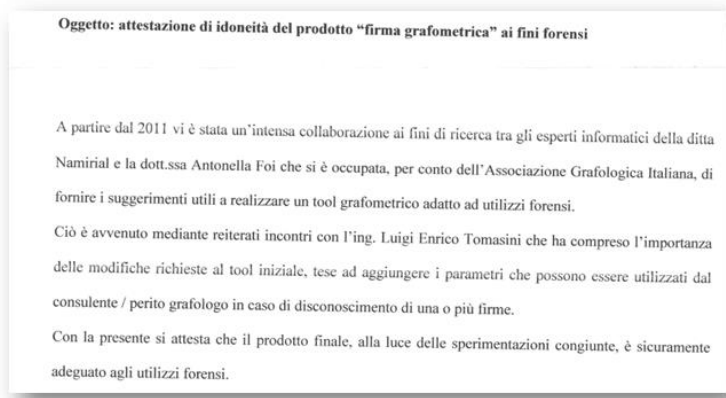 Oggetto: attestazione di idoneità del prodotto “firma grafometrica” ai fini forensi
A partire dal 2011 vi è stata un’intensa collaborazione ai fini di ricerca tra gli esperti informatici della ditta
Namirial e la dott.ssa Antonella Foi che si è occupata, per conto dell’Associazione Grafologica Italiana, di
fornire i suggerimenti utili a realizzare un tool grafometrico adatto ad utilizzi forensi.
Ciò è avvenuto mediante reiterati incontri con l’ing. Luigi Enrico Tomasini che ha compreso l’importanza
delle modifiche richieste al tool iniziale, tese ad aggiungere i parametri che possono essere utilizzati dal
consulente / perito grafologo in caso di disconoscimento di una o più firme.
Con la presente si attesta che il prodotto finale, alla luce delle sperimentazioni congiunte, è sicuramente
adeguato agli utilizzi forensi.